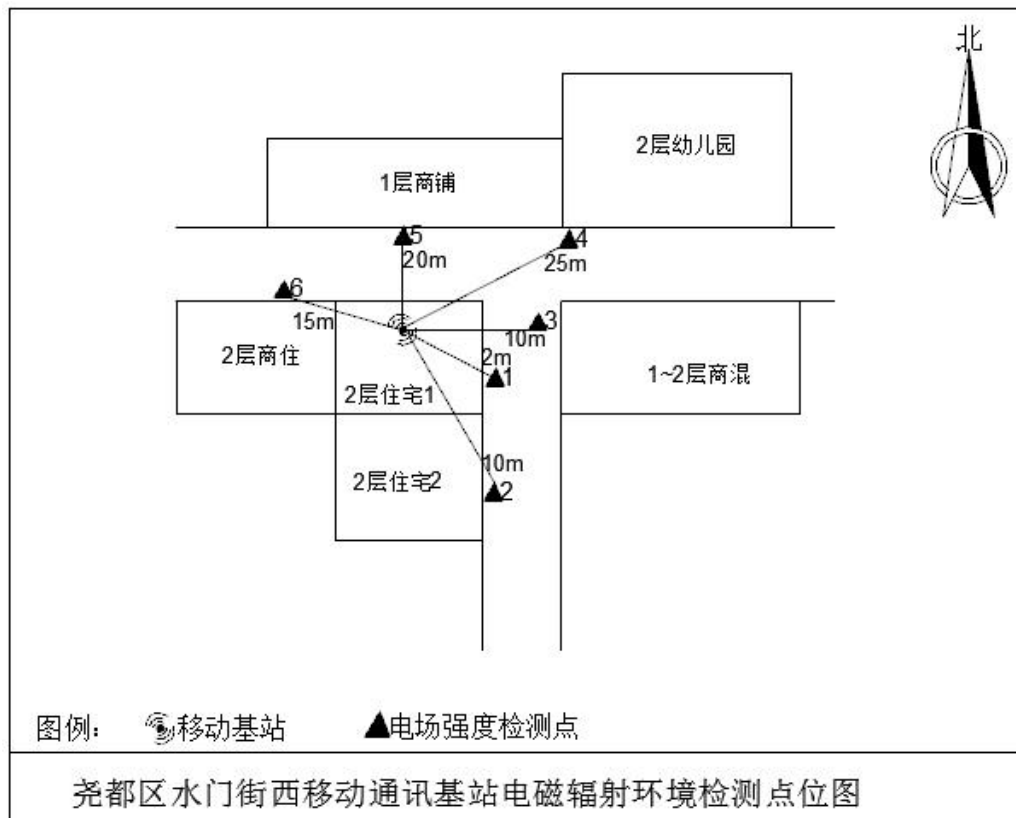 北
2层幼儿园
1层商铺
5
4
20m
25m
6
15m
3
10m
2m
1
2层商住
1~2层商混
2层住宅1
10m
2层住宅2
2
图例： 移动基站 电场强度检测点
尧都区水门街西移动通讯基站电磁辐射环境检测点位图